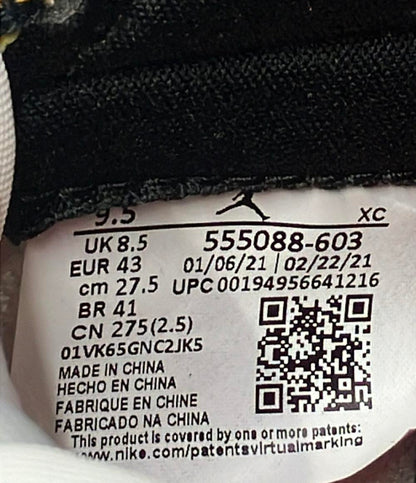 9.5 XC
UK 8.5 555088-603
EUR 43 01/06/21 | 02/22/21
cm 27.5 UPC 00194956641216
BR 41
CN 275(2.5)
01VK65GNC2JK5
MADE IN CHINA
HECHO EN CHINA
FABRIQUE EN CHINE
FABRICADO NA CHINA
This product is covered by one or more patents:
www.nike.com/patentsvirtualmarking